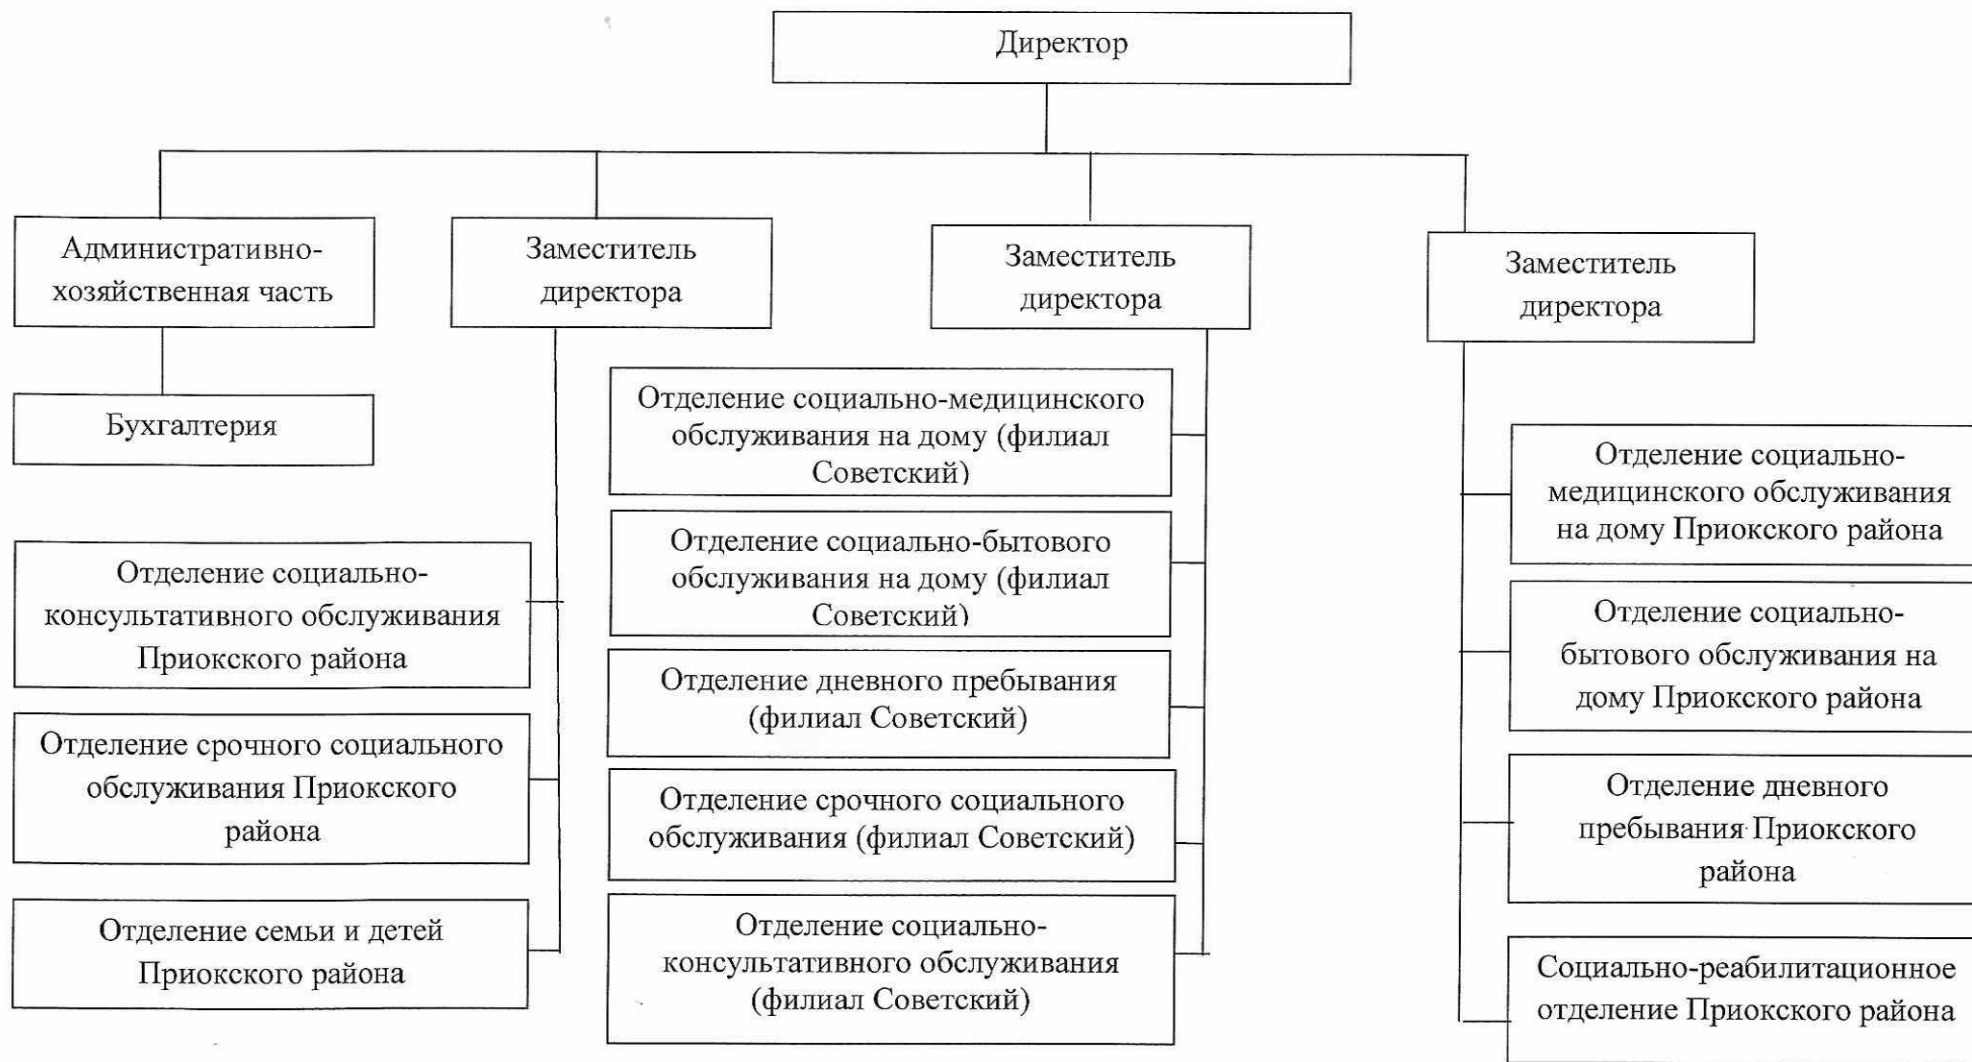 Директор
Административно-
хозяйственная часть
Заместитель
директора
Заместитель
директора
Заместитель
директора
Бухгалтерия
Отделение социально-
консультативного обслуживания
Приокского района
Отделение срочного социального
обслуживания Приокского
района
Отделение семьи и детей
Приокского района
Отделение социально-медицинского
обслуживания на дому (филиал
Советский)
Отделение социально-бытового
обслуживания на дому (филиал
Советский)
Отделение дневного пребывания
(филиал Советский)
Отделение срочного социального
обслуживания (филиал Советский)
Отделение социально-
консультативного обслуживания
(филиал Советский)
Отделение социально-
медицинского обслуживания
на дому Приокского района
Отделение социально-
бытового обслуживания на
дому Приокского района
Отделение дневного
пребывания Приокского
района
Социально-реабилитационное
отделение Приокского района